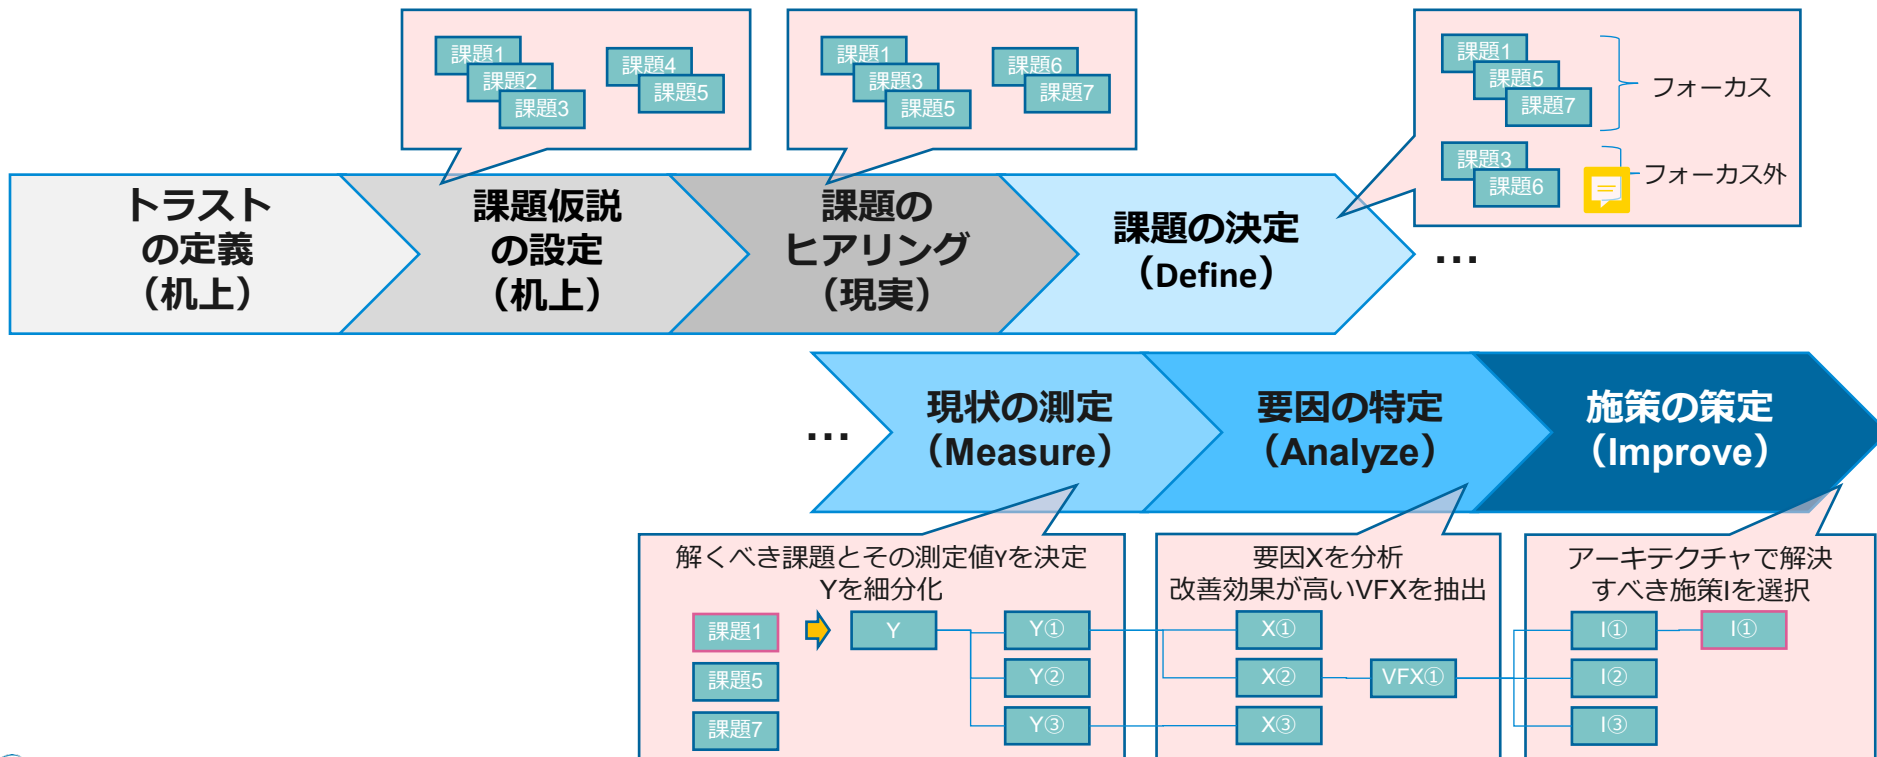 課題1
課題2
課題3
課題4
課題5
課題1
課題3
課題5
課題6
課題7
課題1
課題5
課題7
フォーカス
課題3
課題6
フォーカス外
トラスト
の定義
（机上）
課題仮説
の設定
（机上）
課題の
ヒアリング
（現実）
課題の決定
（Define）
…
…
現状の測定
（Measure）
要因の特定
（Analyze）
施策の策定
（Improve）
解くべき課題とその測定値Yを決定
Yを細分化
課題1
課題5
課題7
Y
Y①
Y②
Y③
要因Xを分析
改善効果が高いVFXを抽出
X①
X②
X③
VFX①
アーキテクチャで解決
すべき施策Iを選択
I①
I②
I③
I①